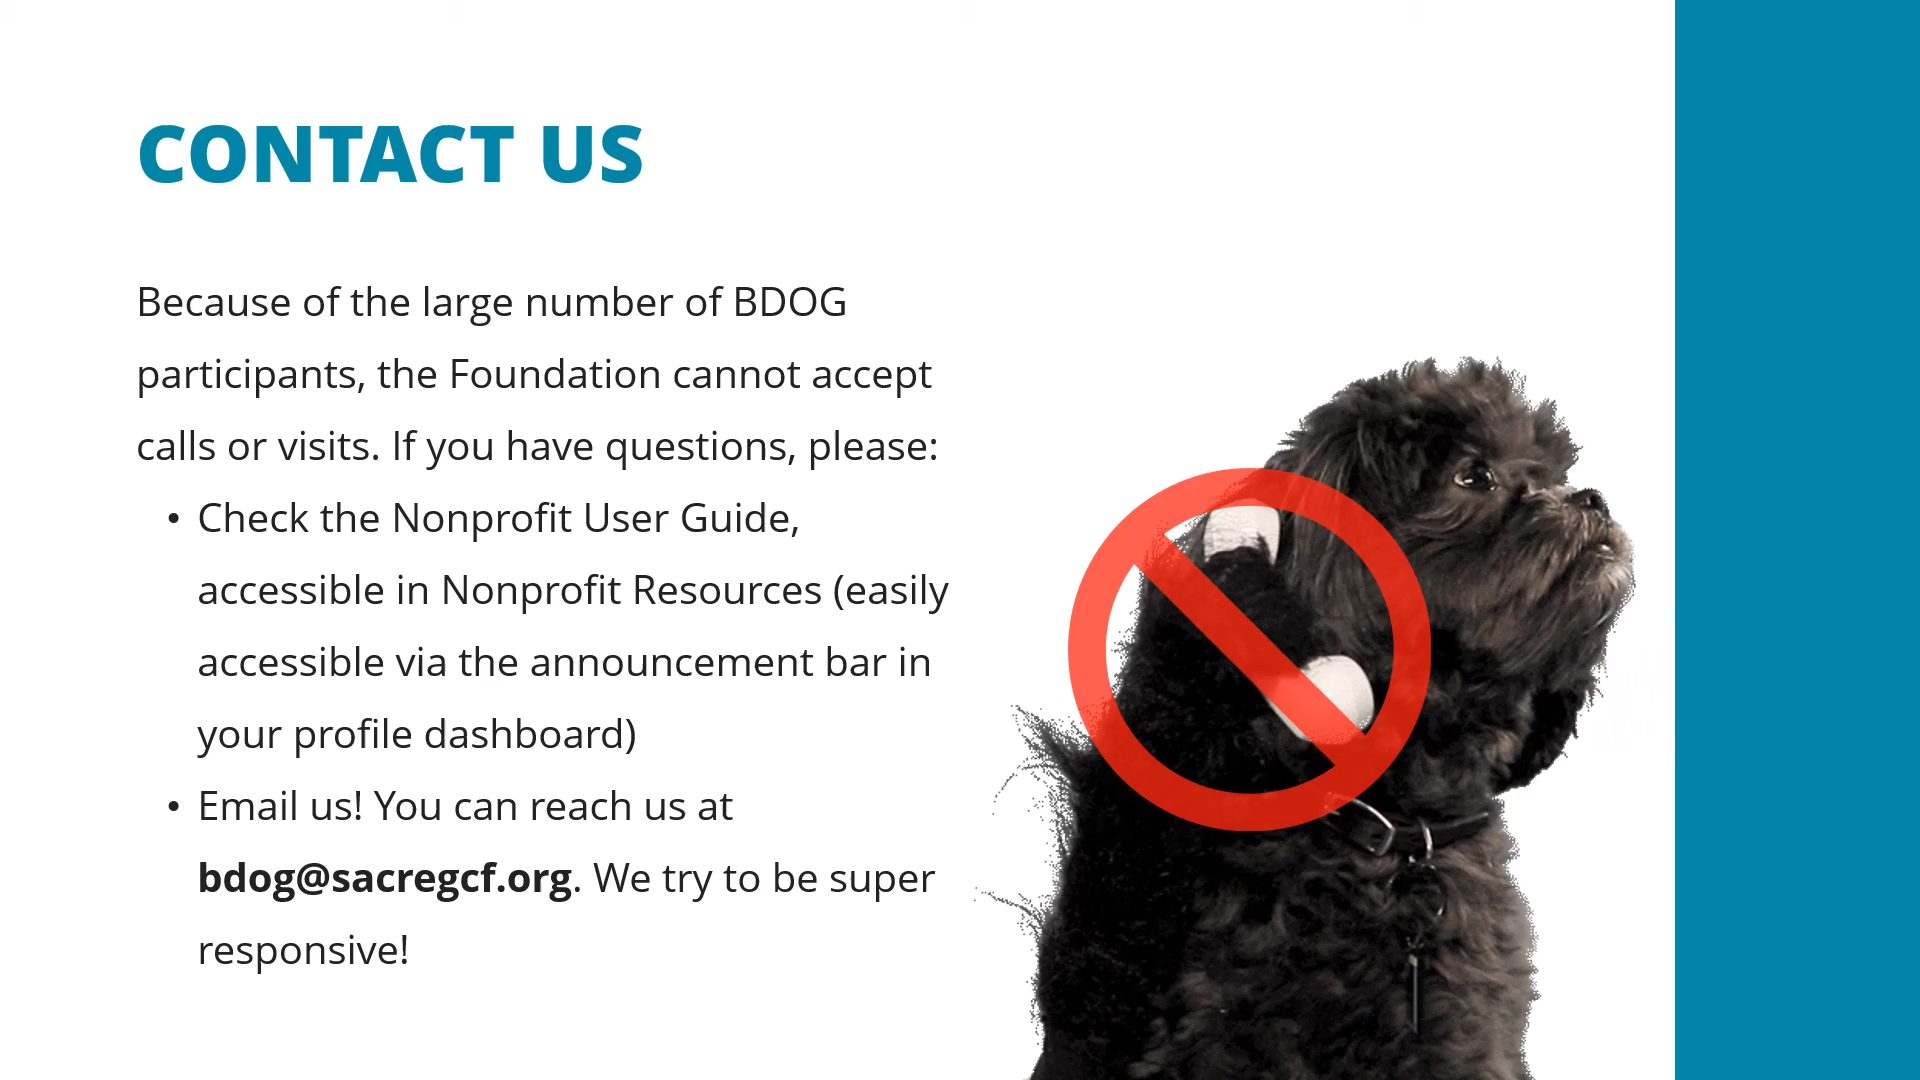 CONTACT US
Because of the large number of BDOG
participants, the Foundation cannot accept
calls or visits. If you have questions, please:
• Check the Nonprofit User Guide,
accessible in Nonprofit Resources (easily
accessible via the announcement bar in
your profile dashboard)
• Email us! You can reach us at
bdog@sacregcf.org. We try to be super
responsive!